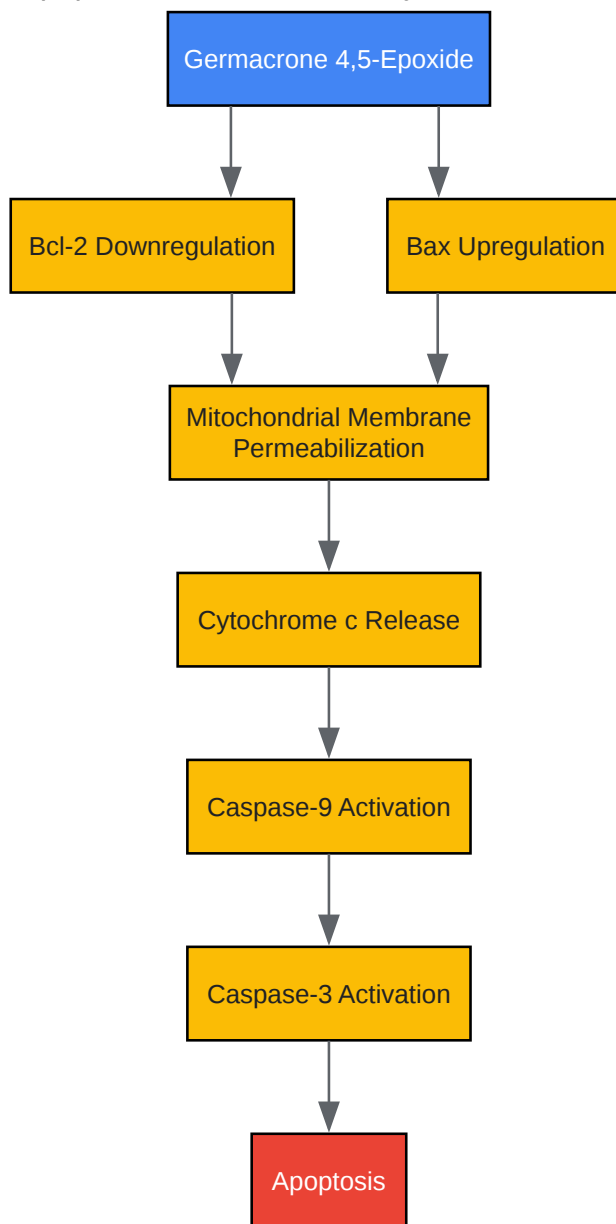 Germacrone 4,5-Epoxide
Bcl-2 Downregulation
Bax Upregulation
Mitochondrial Membrane
Permeabilization
Cytochrome c Release
Caspase-9 Activation
Caspase-3 Activation
Apoptosis